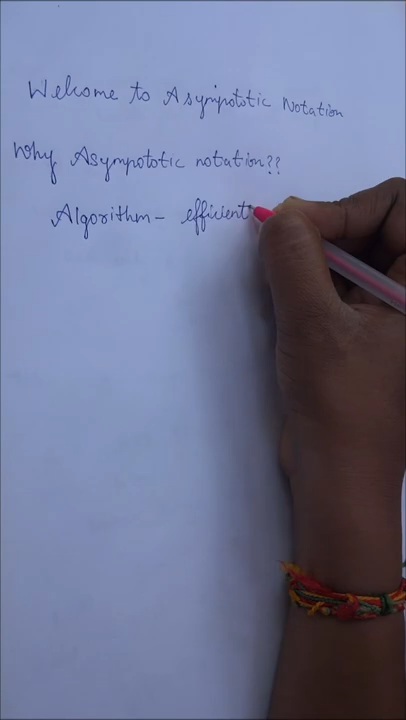 Welcome to Asympototic Notation
Why Asympototic notation??
Algorithm- efficient